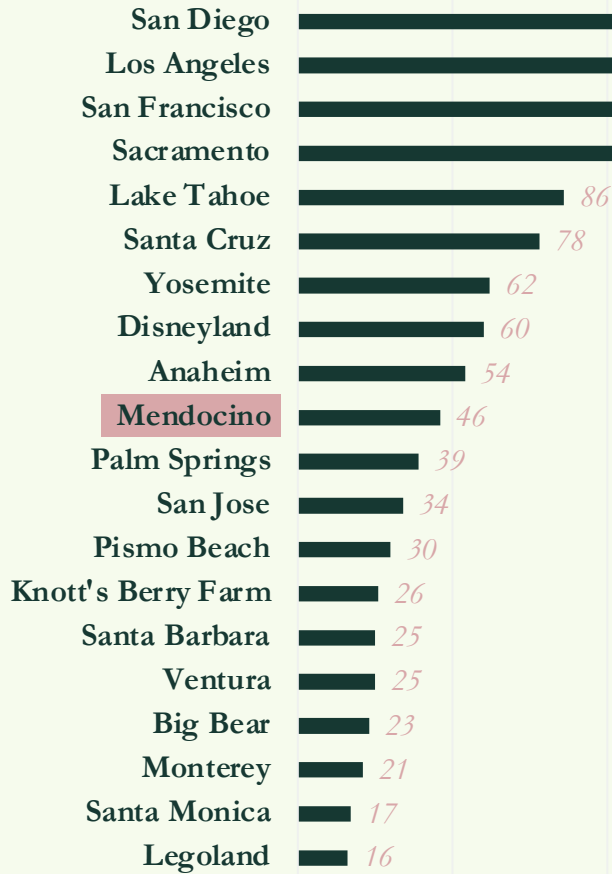 San Diego
Los Angeles
San Francisco
Sacramento
Lake Tahoe 86
Santa Cruz 78
Yosemite 62
Disneyland 60
Anaheim 54
Mendocino 46
Palm Springs 39
San Jose 34
Pismo Beach 30
Knott's Berry Farm 26
Santa Barbara 25
Ventura 25
Big Bear 23
Monterey 21
Santa Monica 17
Legoland 16